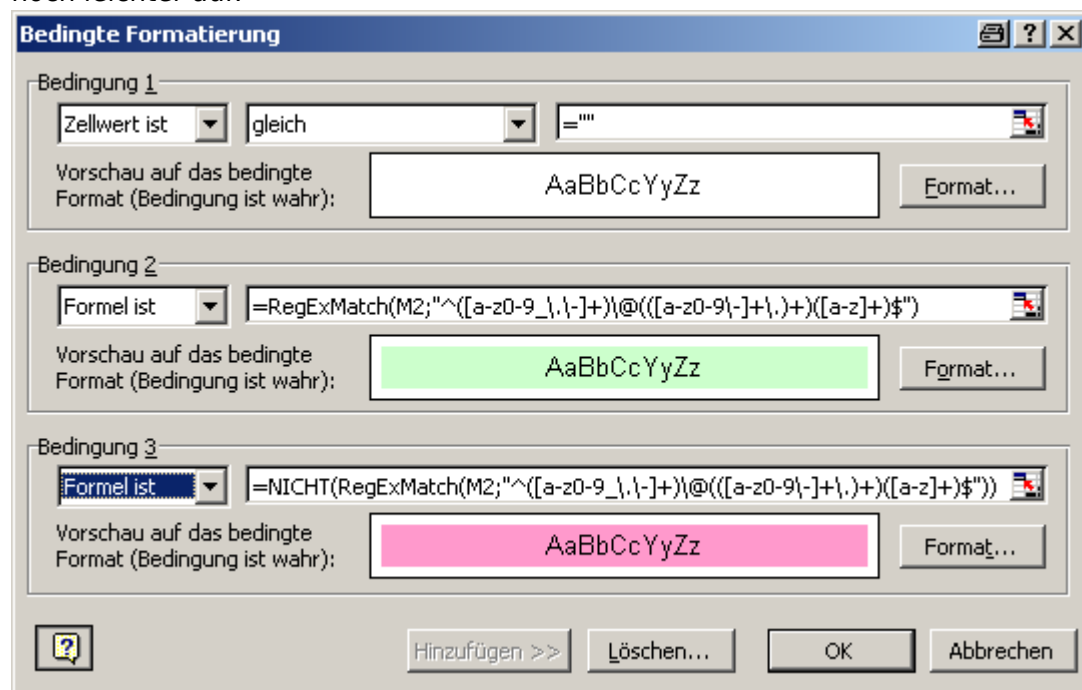 Bedingte Formatierung
Bedingung 1
Zellwert ist gleich =""
Vorschau auf das bedingte
Format (Bedingung ist wahr):
AaBbCcYyZz
Format...
Bedingung 2
Formel ist =RegExMatch(M2;"^([a-z0-9_\.\-]+)\@(([a-z0-9\-]+\.)+)([a-z]+)$")
Vorschau auf das bedingte
Format (Bedingung ist wahr):
AaBbCcYyZz
Format...
Bedingung 3
Formel ist =NICHT(RegExMatch(M2;"^([a-z0-9_\.\-]+)\@(([a-z0-9\-]+\.)+)([a-z]+)$"))
Vorschau auf das bedingte
Format (Bedingung ist wahr):
AaBbCcYyZz
Format...
Hinzufügen >> Löschen... OK Abbrechen